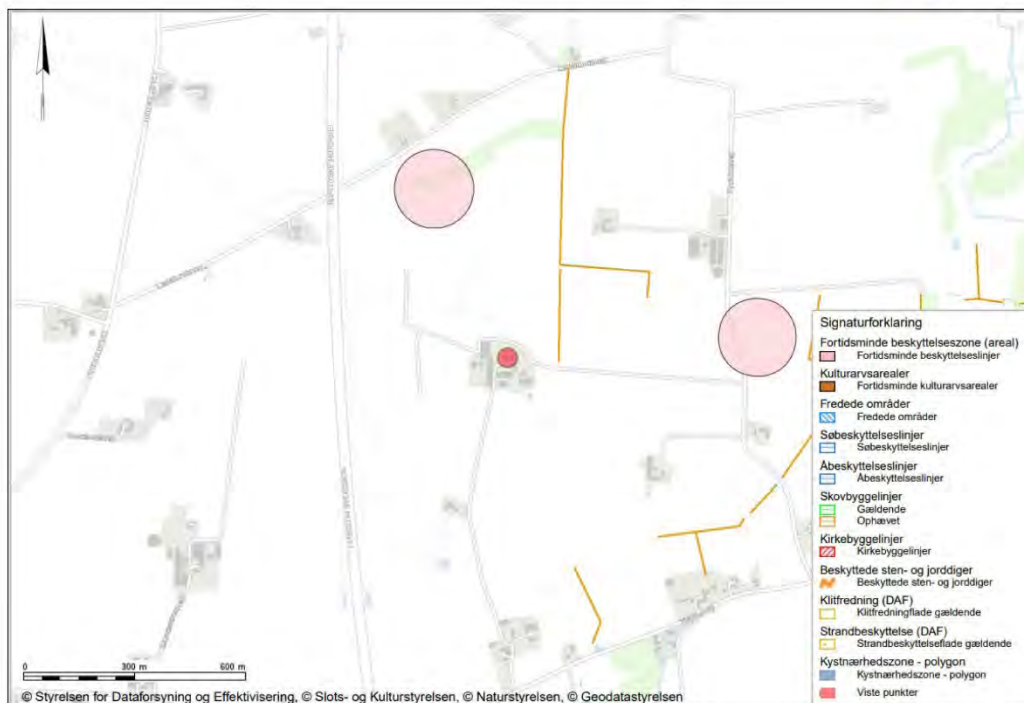 Signaturforklaring
Fortidsminde beskyttelseszone (areal)
Fortidsminde beskyttelseslinjer
Kulturarvsarealer
Fortidsminde kulturarvsarealer
Fredede områder
Fredede områder
Søbeskyttelseslinjer
Søbeskyttelseslinjer
Åbeskyttelseslinjer
Åbeskyttelseslinjer
Skovbyggelinjer
Gældende
Ophævet
Kirkebyggelinjer
Kirkebyggelinjer
Beskyttede sten- og jorddiger
Beskyttede sten- og jorddiger
Klitfredning (DAF)
Klitfredningflade gældende
Strandbeskyttelse (DAF)
Strandbeskyttelseflade gældende
Kystnærhedszone - polygon
Kystnærhedszone - polygon
Viste punkter
0 300 m 600 m
© Styrelsen for Dataforsyning og Effektivisering, © Slots- og Kulturstyrelsen, © Naturstyrelsen, © Geodatastyrelsen